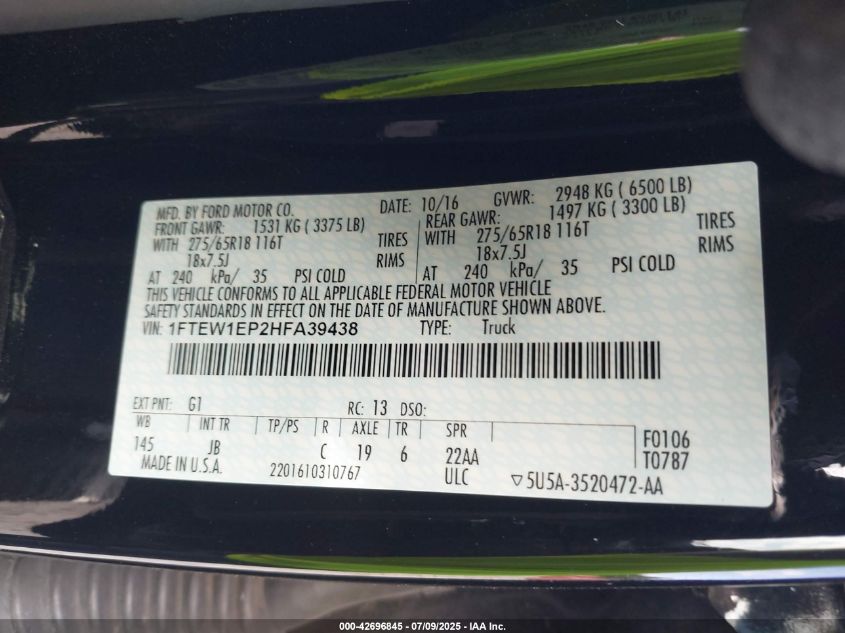 MFD. BY FORD MOTOR CO. DATE: 10/16 GVWR: 2948 KG ( 6500 LB)
FRONT GAWR: 1531 KG ( 3375 LB) REAR GAWR: 1497 KG ( 3300 LB)
WITH 275/65R18 116T TIRES WITH 275/65R18 116T TIRES
18x7.5J RIMS 18x7.5J RIMS
AT 240 kPa/ 35 PSI COLD AT 240 kPa/ 35 PSI COLD
THIS VEHICLE CONFORMS TO ALL APPLICABLE FEDERAL MOTOR VEHICLE
SAFETY STANDARDS IN EFFECT ON THE DATE OF MANUFACTURE SHOWN ABOVE.
VIN: 1FTEW1EP2HFA39438 TYPE: Truck
EXT PNT: G1 RC: 13 DSO:
WB INT TR TP/PS R AXLE TR SPR F0106
145 JB C 19 6 22AA T0787
MADE IN U.S.A. 2201610310767 ULC ▽5U5A-3520472-AA
000-42696845 / 07/09/2025 - IAA Inc.